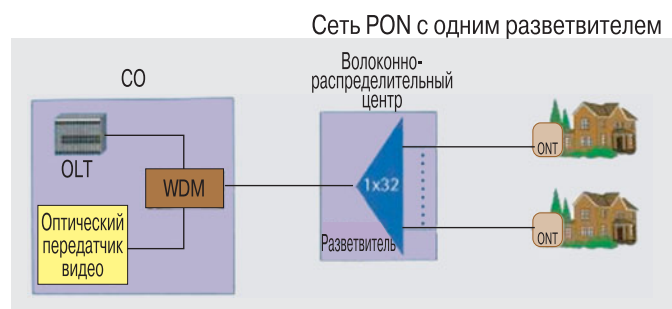 Сеть PON с одним разветвителем
CO
Волоконно-
распределительный
центр
OLT
WDM
Оптический
передатчик
видео
1x32
Разветвитель
ONT
ONT